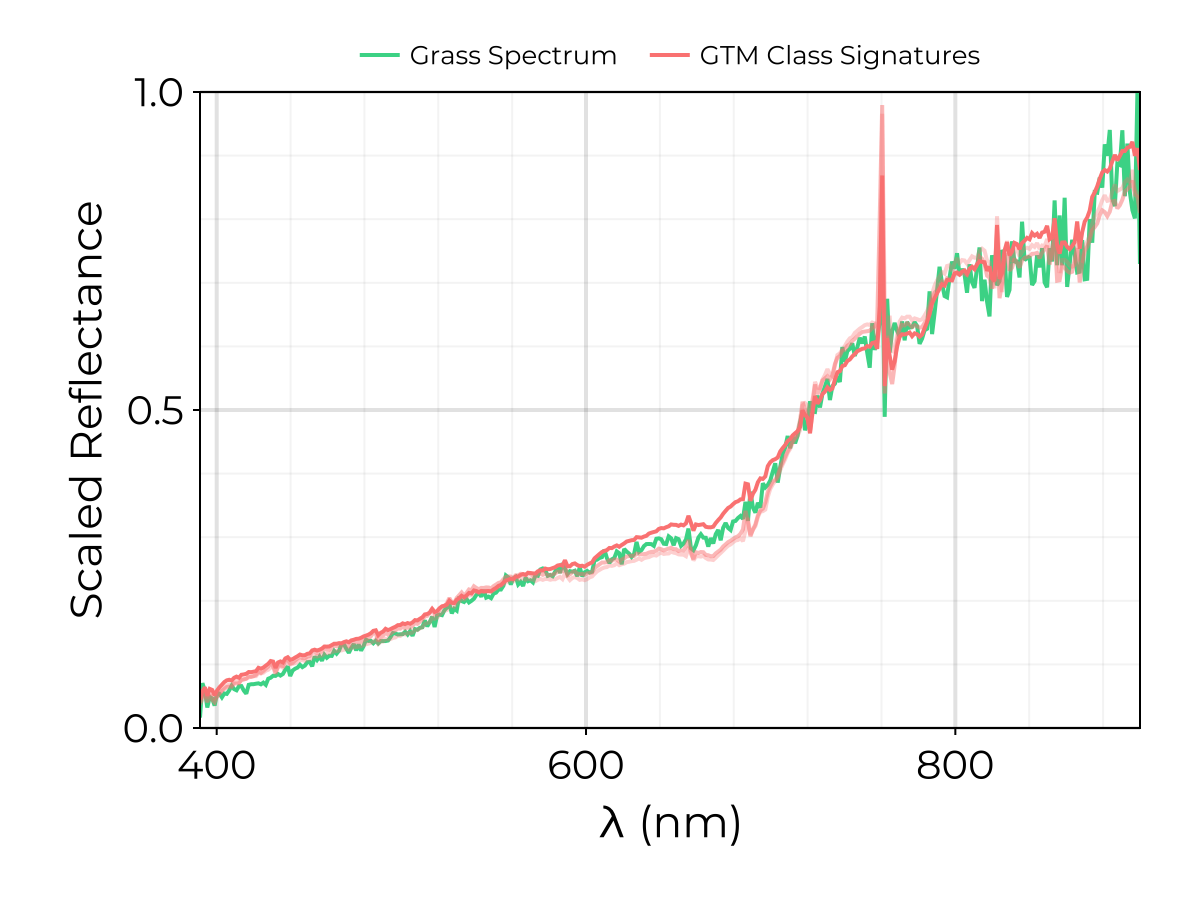 Grass Spectrum GTM Class Signatures
1.0
0.5
0.0
Scaled Reflectance
400 600 800
λ (nm)